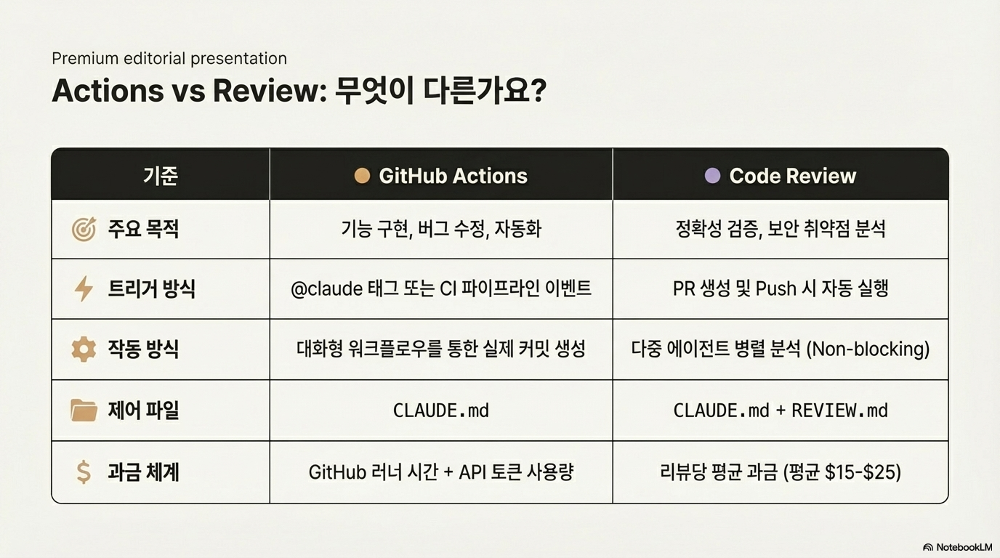 Premium editorial presentation
Actions vs Review: 무엇이 다른가요?
기준
GitHub Actions
Code Review
주요 목적
기능 구현, 버그 수정, 자동화
정확성 검증, 보안 취약점 분석
트리거 방식
@claude 태그 또는 CI 파이프라인 이벤트
PR 생성 및 Push 시 자동 실행
작동 방식
대화형 워크플로우를 통한 실제 커밋 생성
다중 에이전트 병렬 분석 (Non-blocking)
제어 파일
CLAUDE.md
CLAUDE.md + REVIEW.md
$ 과금 체계
GitHub 러너 시간 + API 토큰 사용량
리뷰당 평균 과금 (평균 $15-$25)
NotebookLM